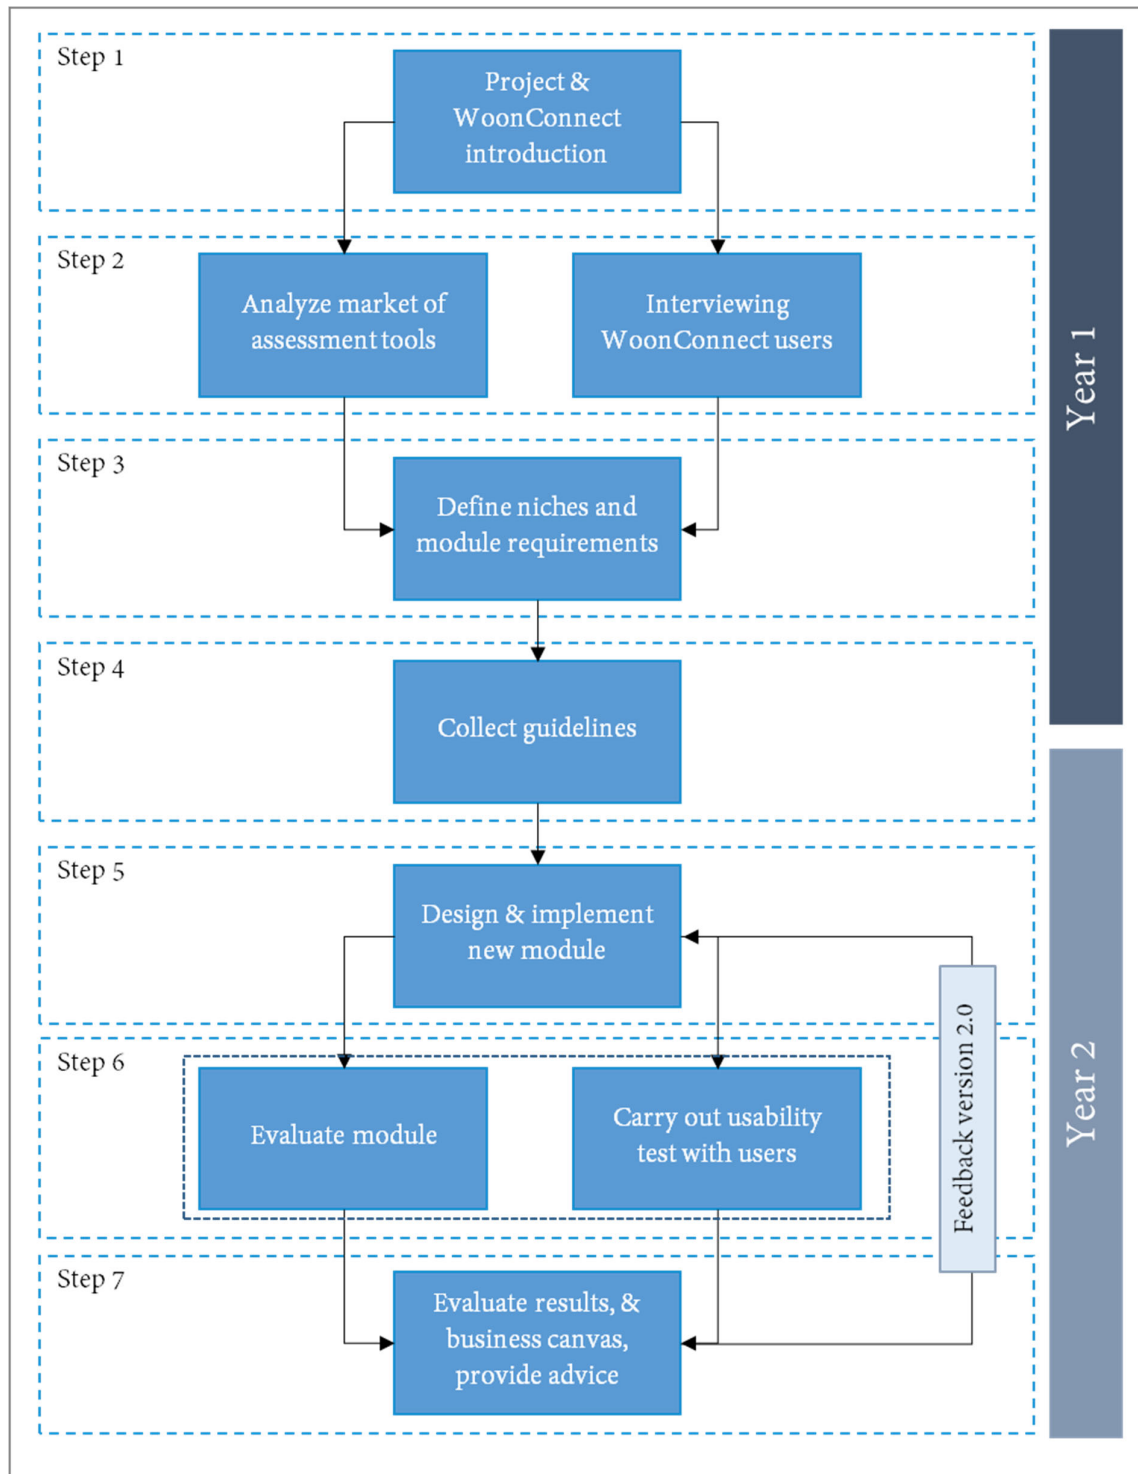 Step 1
Project &
WoonConnect
introduction
Step 2
Analyze market of
assessment tools
Interviewing
WoonConnect users
Year 1
Step 3
Define niches and
module requirements
Step 4
Collect guidelines
Step 5
Design & implement
new module
Step 6
Evaluate module
Carry out usability
test with users
Feedback version 2.0
Year 2
Step 7
Evaluate results, &
business canvas,
provide advice